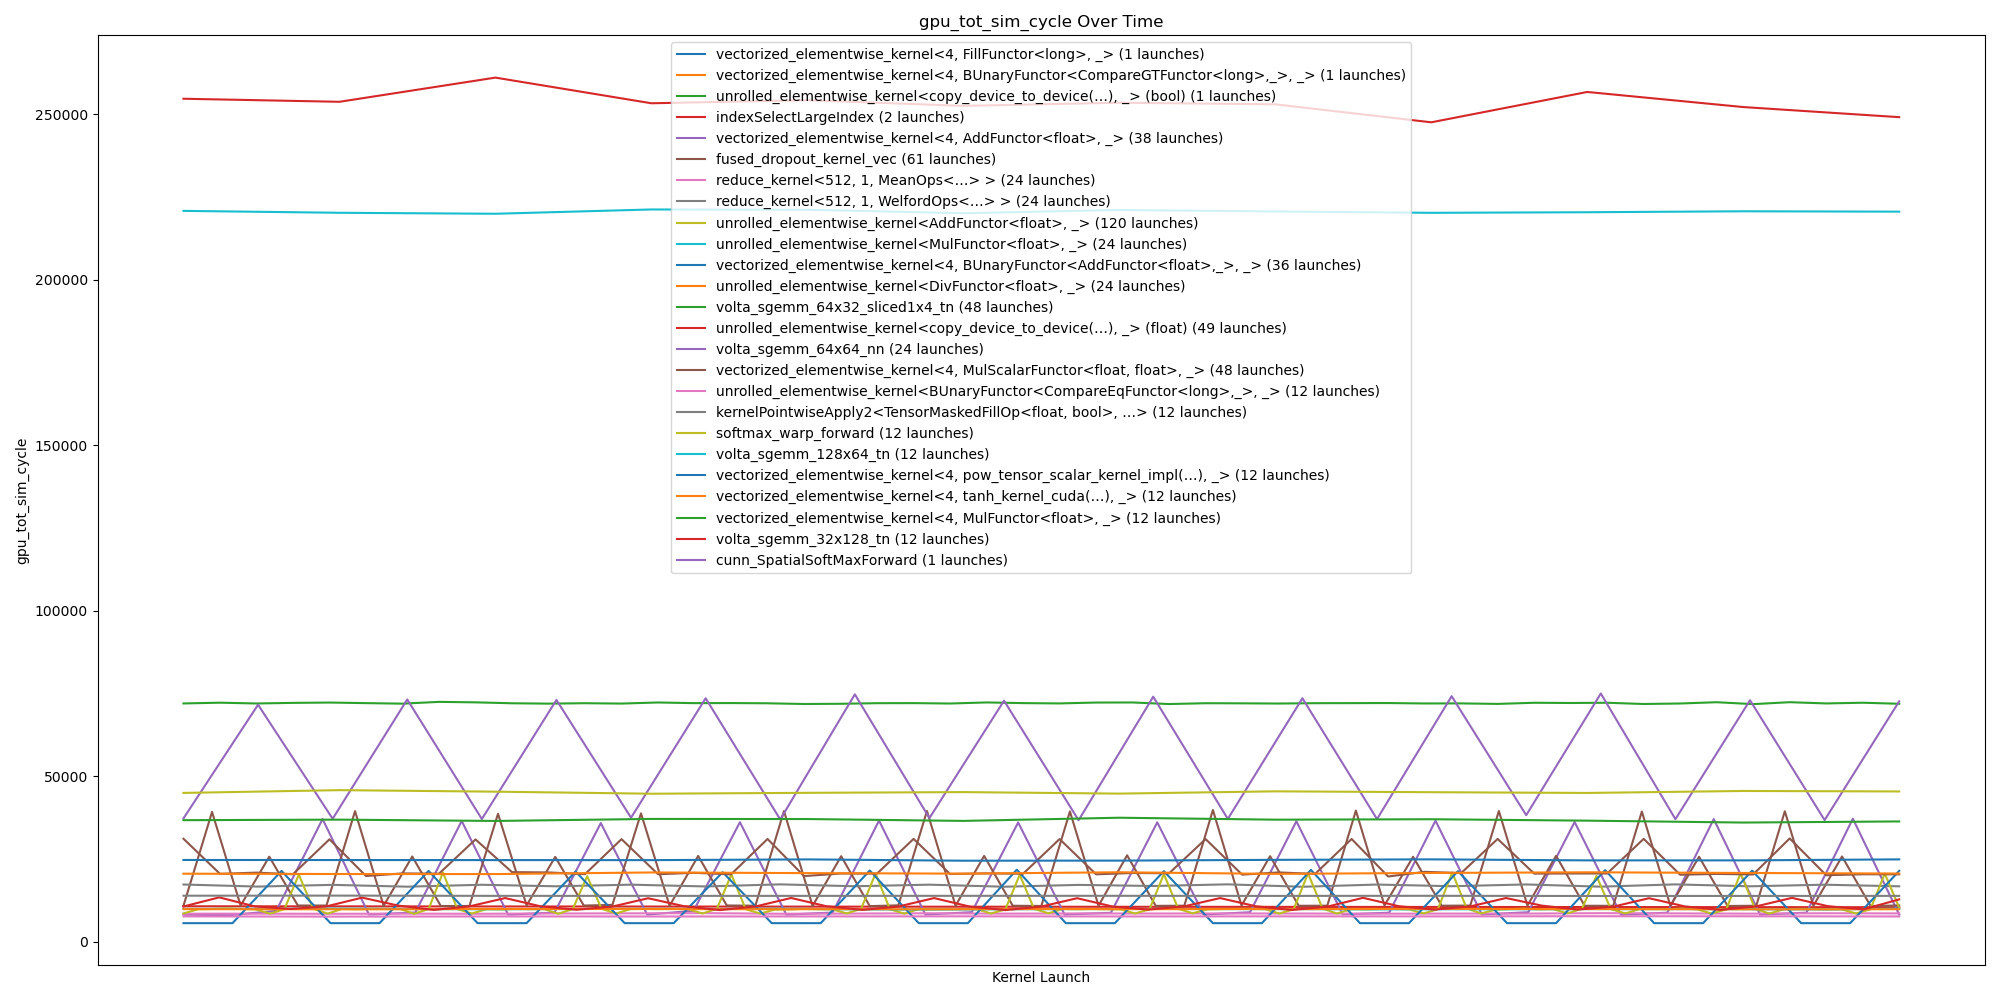 gpu_tot_sim_cycle Over Time
vectorized_elementwise_kernel<4, FillFunctor<long>, _> (1 launches)
vectorized_elementwise_kernel<4, BUnaryFunctor<CompareGTFunctor<long>,_>, _> (1 launches)
unrolled_elementwise_kernel<copy_device_to_device(...), _> (bool) (1 launches)
indexSelectLargeIndex (2 launches)
vectorized_elementwise_kernel<4, AddFunctor<float>, _> (38 launches)
fused_dropout_kernel_vec (61 launches)
reduce_kernel<512, 1, MeanOps<...> > (24 launches)
reduce_kernel<512, 1, WelfordOps<...> > (24 launches)
unrolled_elementwise_kernel<AddFunctor<float>, _> (120 launches)
unrolled_elementwise_kernel<MulFunctor<float>, _> (24 launches)
vectorized_elementwise_kernel<4, BUnaryFunctor<AddFunctor<float>,_>, _> (36 launches)
unrolled_elementwise_kernel<DivFunctor<float>, _> (24 launches)
volta_sgemm_64x32_sliced1x4_tn (48 launches)
unrolled_elementwise_kernel<copy_device_to_device(...), _> (float) (49 launches)
volta_sgemm_64x64_nn (24 launches)
vectorized_elementwise_kernel<4, MulScalarFunctor<float, float>, _> (48 launches)
unrolled_elementwise_kernel<BUnaryFunctor<CompareEqFunctor<long>,_>, _> (12 launches)
kernelPointwiseApply2<TensorMaskedFillOp<float, bool>, ...> (12 launches)
softmax_warp_forward (12 launches)
volta_sgemm_128x64_tn (12 launches)
vectorized_elementwise_kernel<4, pow_tensor_scalar_kernel_impl(...), _> (12 launches)
vectorized_elementwise_kernel<4, tanh_kernel_cuda(...), _> (12 launches)
vectorized_elementwise_kernel<4, MulFunctor<float>, _> (12 launches)
volta_sgemm_32x128_tn (12 launches)
cunn_SpatialSoftMaxForward (1 launches)
250000
200000
150000
100000
50000
0
gpu_tot_sim_cycle
Kernel Launch